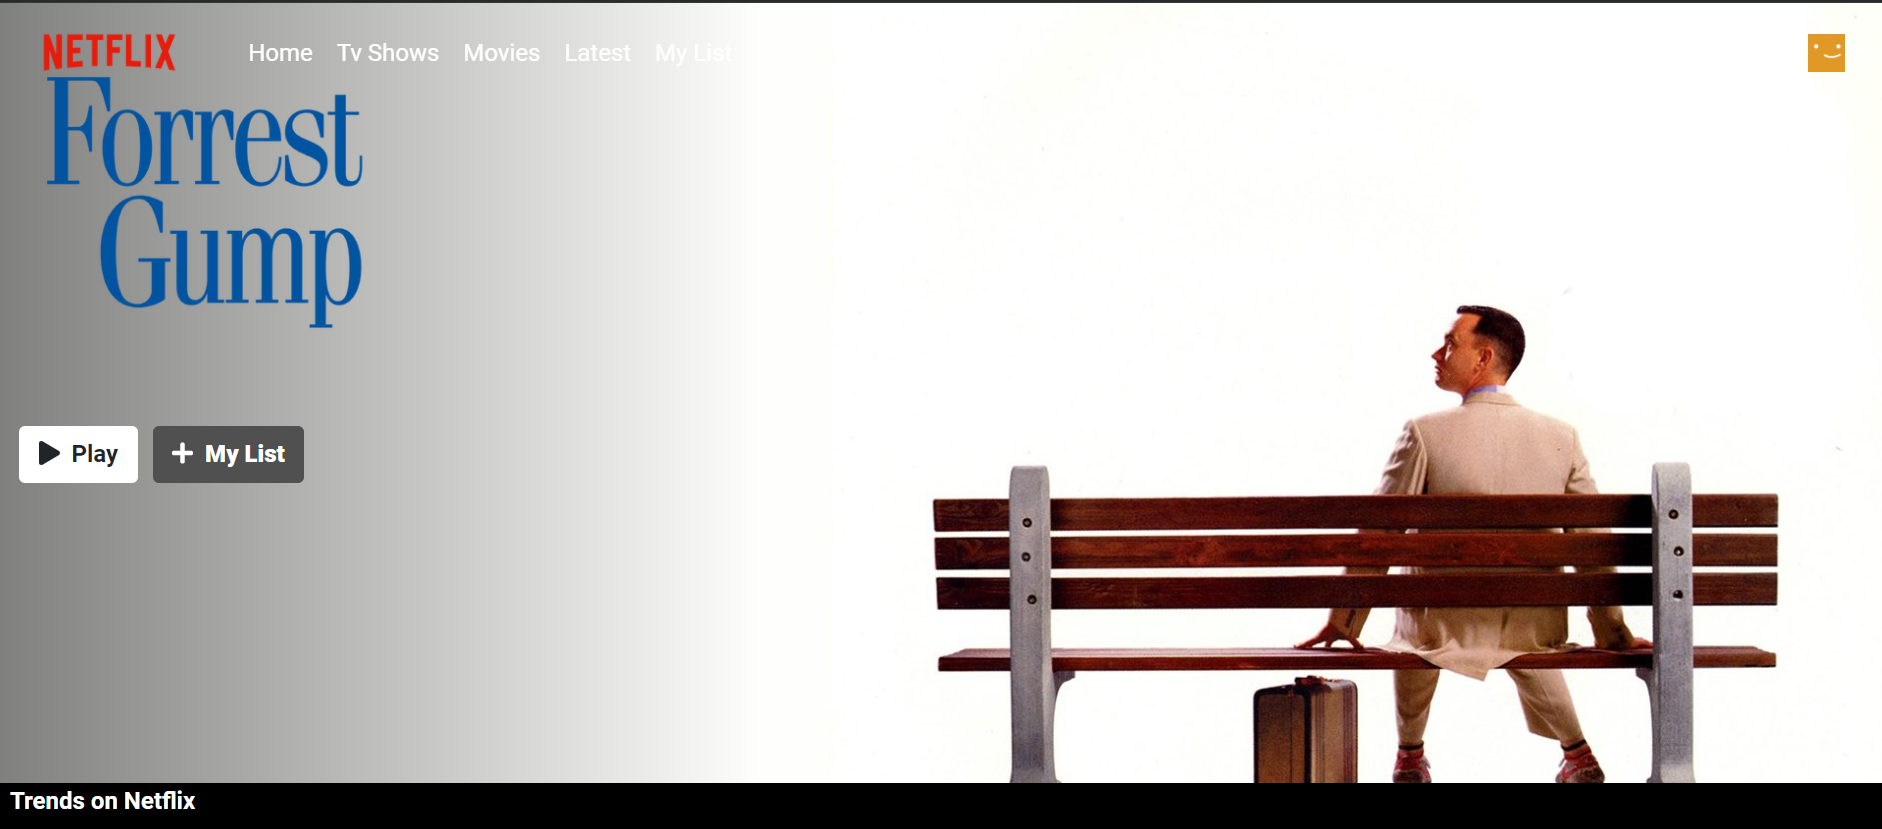 NETFLIX Home Tv Shows Movies Latest My List
Forrest
Gump
Play My List
Trends on Netflix